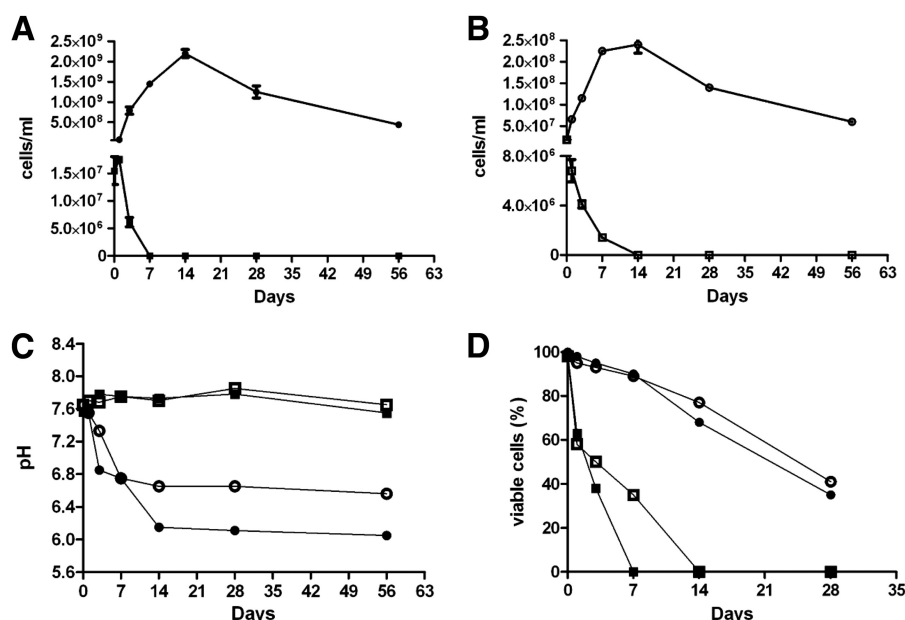 A
cells/ml
2.5×10⁹
2.0×10⁹
1.5×10⁹
1.0×10⁹
5.0×10⁸
1.5×10⁷
1.0×10⁷
5.0×10⁶
0
0 7 14 21 28 35 42 49 56 63
Days
B
cells/ml
2.5×10⁸
2.0×10⁸
1.5×10⁸
1.0×10⁸
5.0×10⁷
8.0×10⁶
4.0×10⁶
0
0 7 14 21 28 35 42 49 56 63
Days
C
pH
8.4
8.0
7.6
7.2
6.8
6.4
6.0
5.6
0 7 14 21 28 35 42 49 56 63
Days
D
viable cells (%)
100
80
60
40
20
0
0 7 14 21 28 35
Days